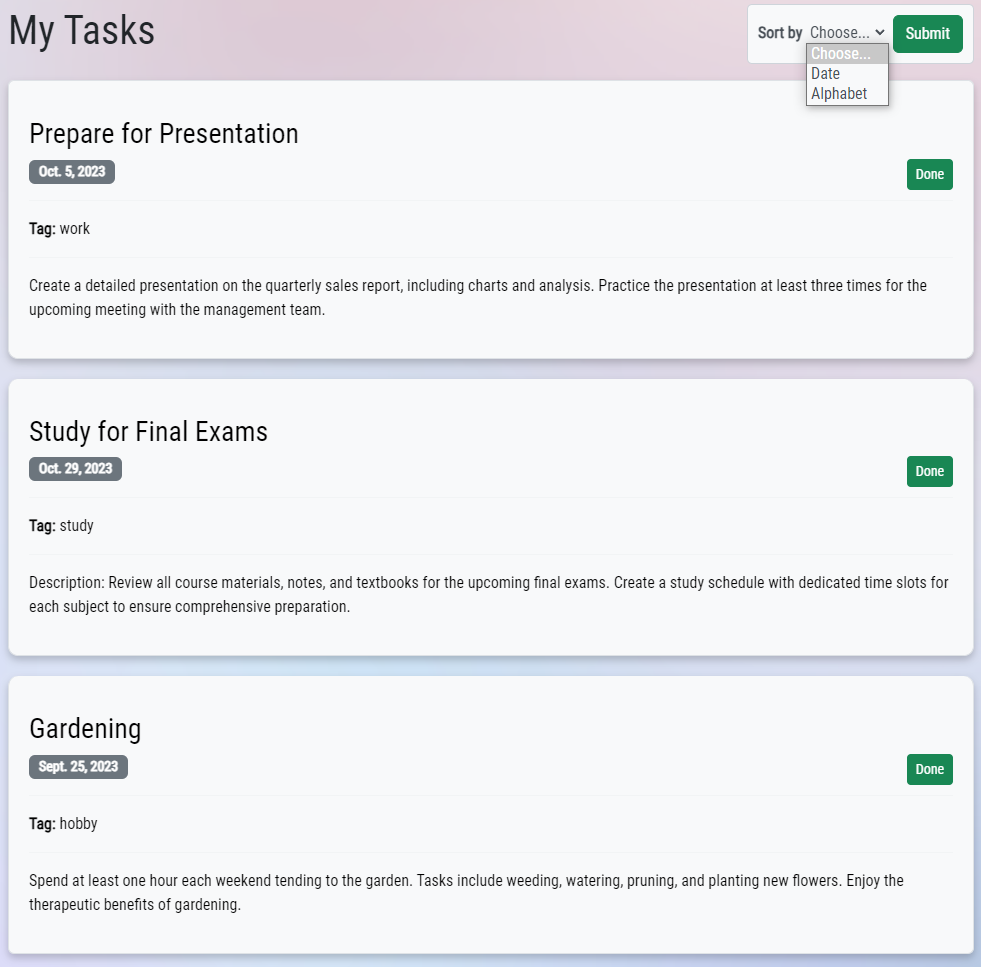 My Tasks
Sort by Choose... Submit
Choose...
Date
Alphabet
Prepare for Presentation
Oct. 5, 2023
Done
Tag: work
Create a detailed presentation on the quarterly sales report, including charts and analysis. Practice the presentation at least three times for the
upcoming meeting with the management team.
Study for Final Exams
Oct. 29, 2023
Done
Tag: study
Description: Review all course materials, notes, and textbooks for the upcoming final exams. Create a study schedule with dedicated time slots for
each subject to ensure comprehensive preparation.
Gardening
Sept. 25, 2023
Done
Tag: hobby
Spend at least one hour each weekend tending to the garden. Tasks include weeding, watering, pruning, and planting new flowers. Enjoy the
therapeutic benefits of gardening.